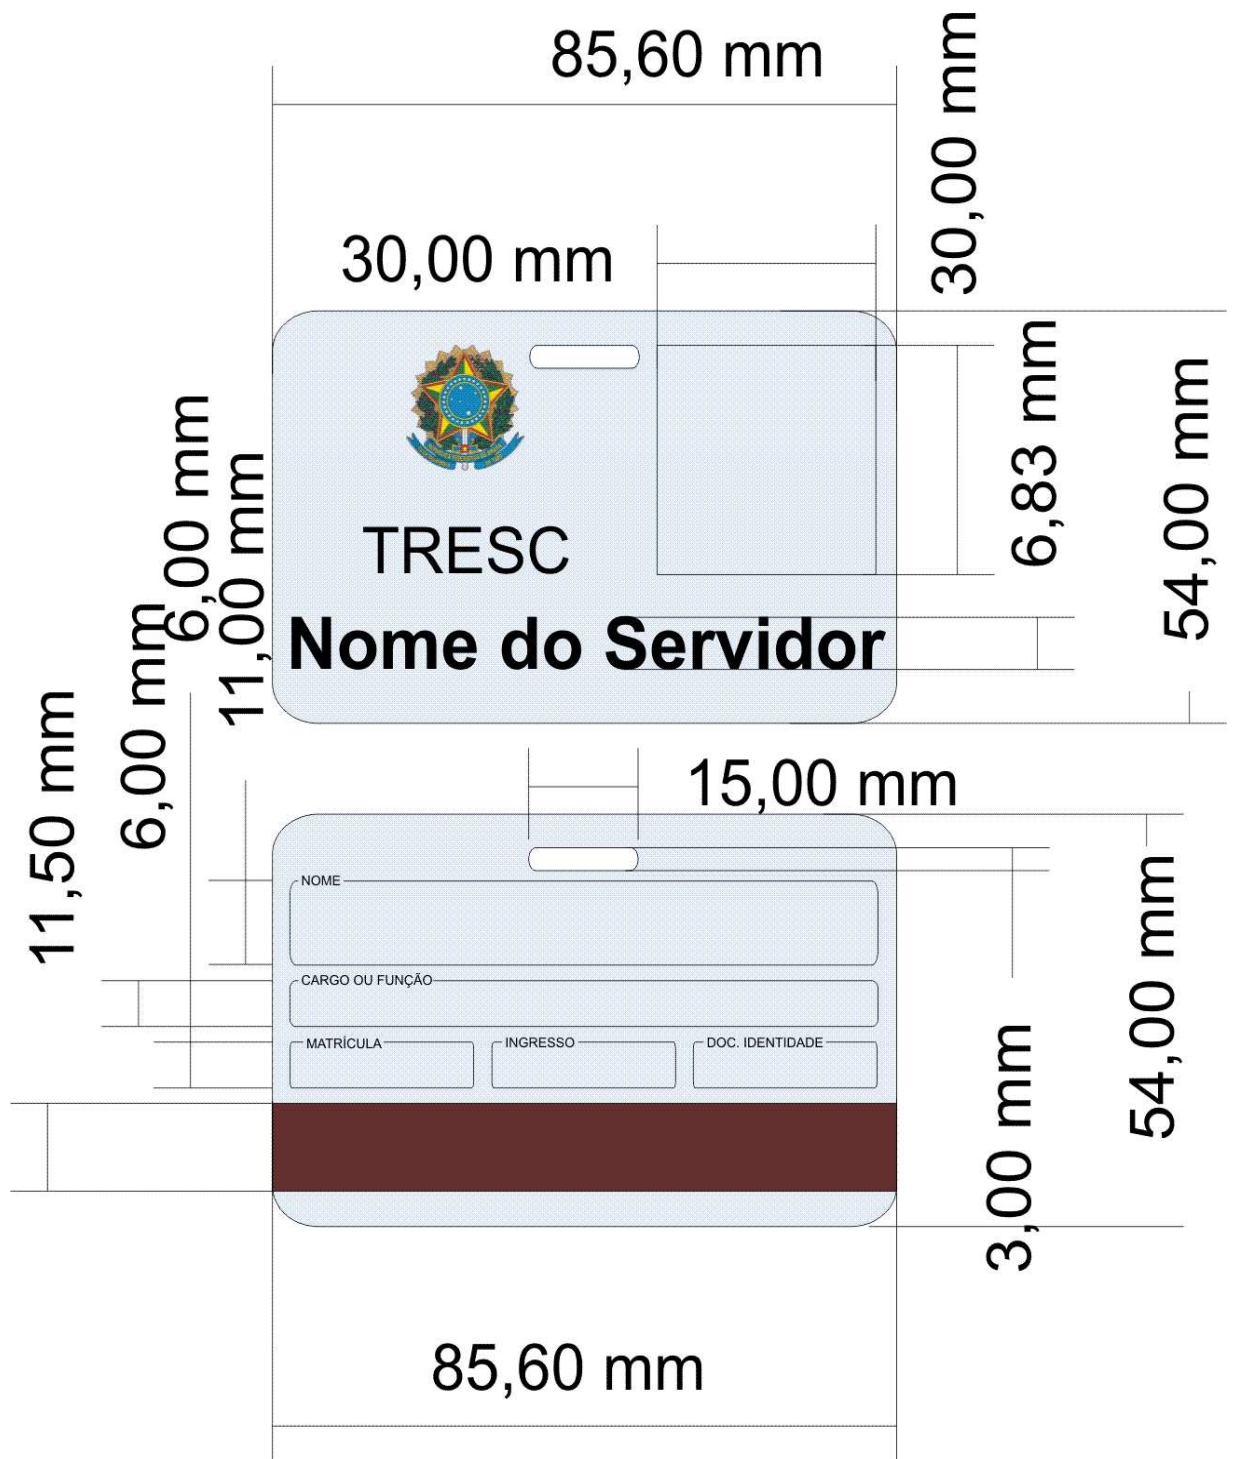 85,60 mm
30,00 mm
30,00 mm
6,83 mm
54,00 mm
TRESC
Nome do Servidor
6,00 mm
11,00 mm
6,00 mm
11,50 mm
15,00 mm
NOME
CARGO OU FUNÇÃO
MATRÍCULA INGRESSO DOC. IDENTIDADE
3,00 mm
54,00 mm
85,60 mm